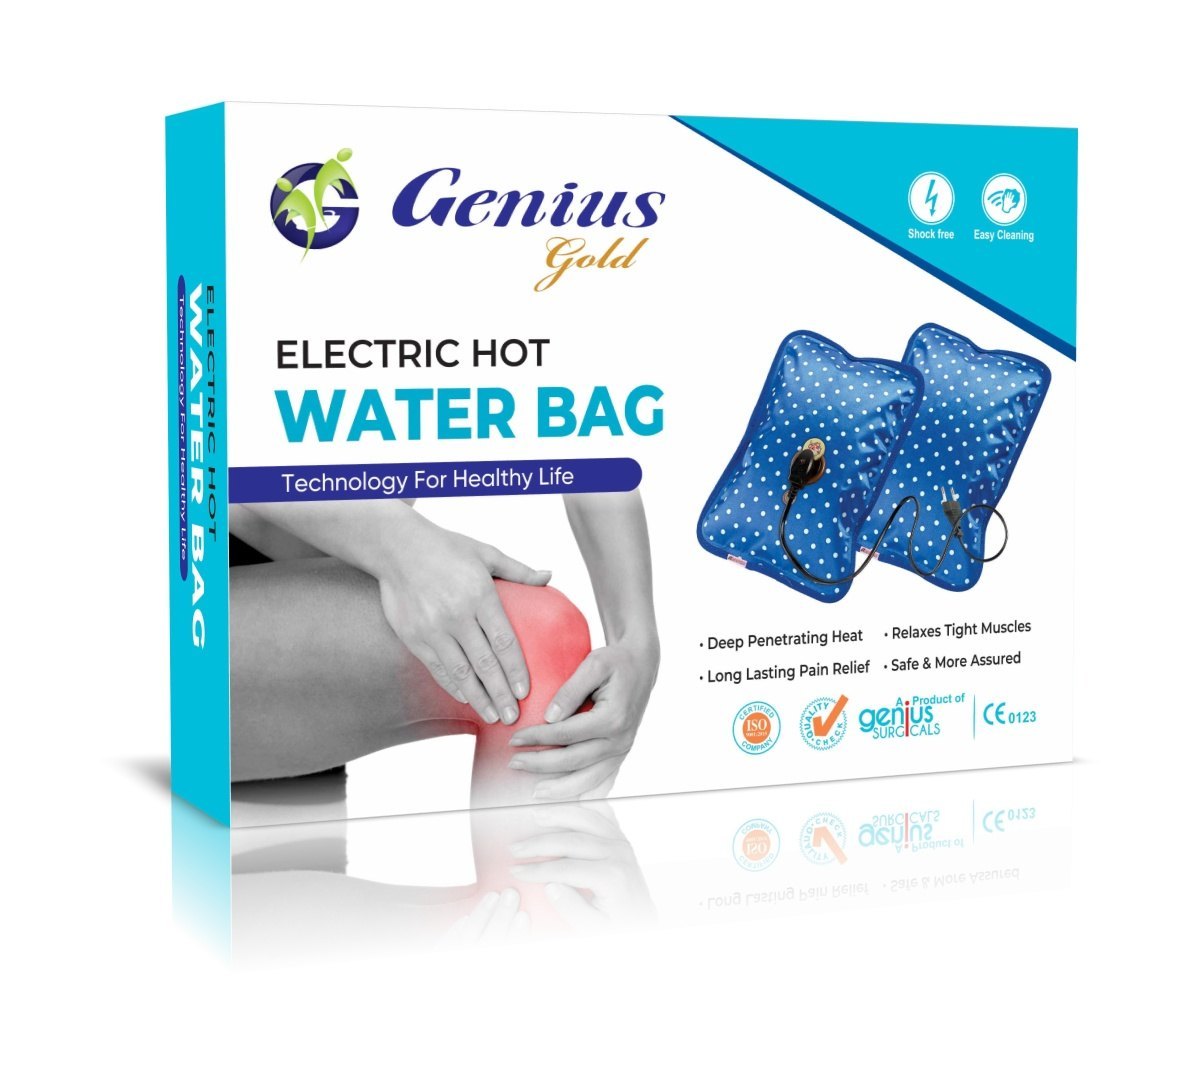 Genius
Gold
Shock free
Easy Cleaning
ELECTRIC HOT
WATER BAG
Technology For Healthy Life
ELECTRIC HOT
WATER BAG
Technology For Healthy Life
• Deep Penetrating Heat
• Relaxes Tight Muscles
• Long Lasting Pain Relief
• Safe & More Assured
CERTIFIED
ISO
9001:2015
COMPANY
QUALITY
• CHECK •
A Product of
genius
SURGICALS
CE 0123